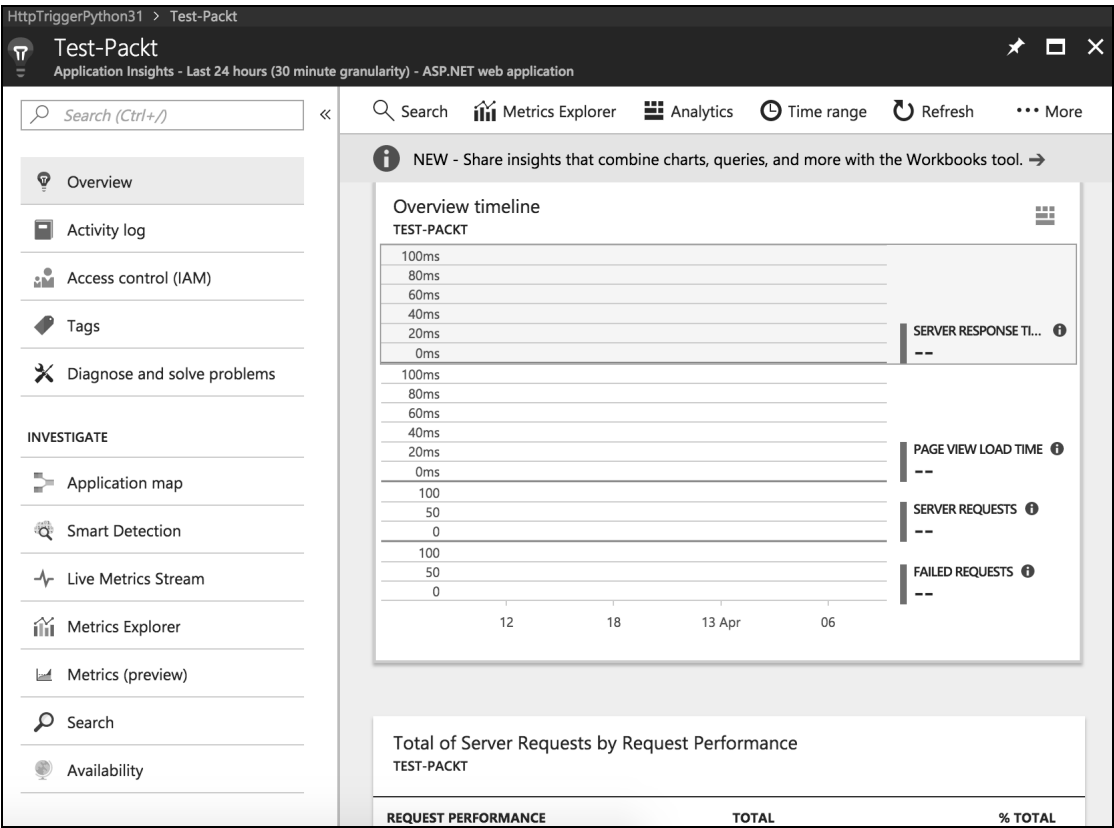 HttpTriggerPython31 > Test-Packt
Test-Packt
Application Insights - Last 24 hours (30 minute granularity) - ASP.NET web application
Search (Ctrl+/)
«
Overview
Activity log
Access control (IAM)
Tags
Diagnose and solve problems
INVESTIGATE
Application map
Smart Detection
Live Metrics Stream
Metrics Explorer
Metrics (preview)
Search
Availability
Search Metrics Explorer Analytics Time range Refresh ••• More
NEW - Share insights that combine charts, queries, and more with the Workbooks tool. →
Overview timeline
TEST-PACKT
100ms
80ms
60ms
40ms
20ms
0ms
SERVER RESPONSE TI...
--
100ms
80ms
60ms
40ms
20ms
0ms
PAGE VIEW LOAD TIME
--
100
50
0
SERVER REQUESTS
--
100
50
0
FAILED REQUESTS
--
12 18 13 Apr 06
Total of Server Requests by Request Performance
TEST-PACKT
REQUEST PERFORMANCE TOTAL % TOTAL